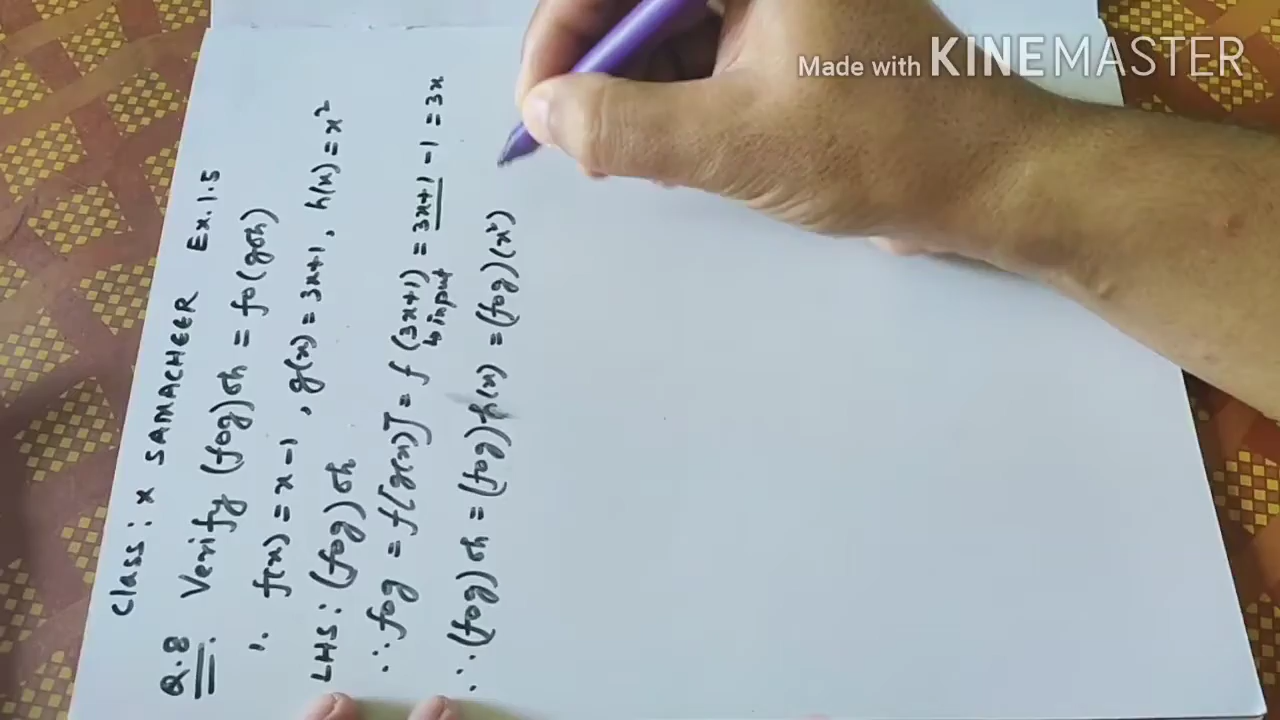 Class : X SAMACHEER Ex. 1.5
Q.8. Verify (fog)oh = fo(goh)
1. f(x) = x-1, g(x) = 3x+1, h(x) = x²
LHS : (fog)oh
∴ fog = f[g(x)] = f(3x+1) = 3x+1-1 = 3x
↳ input
∴ (fog)oh = (fog)h(x) = (fog)(x²)
Made with KINEMASTER